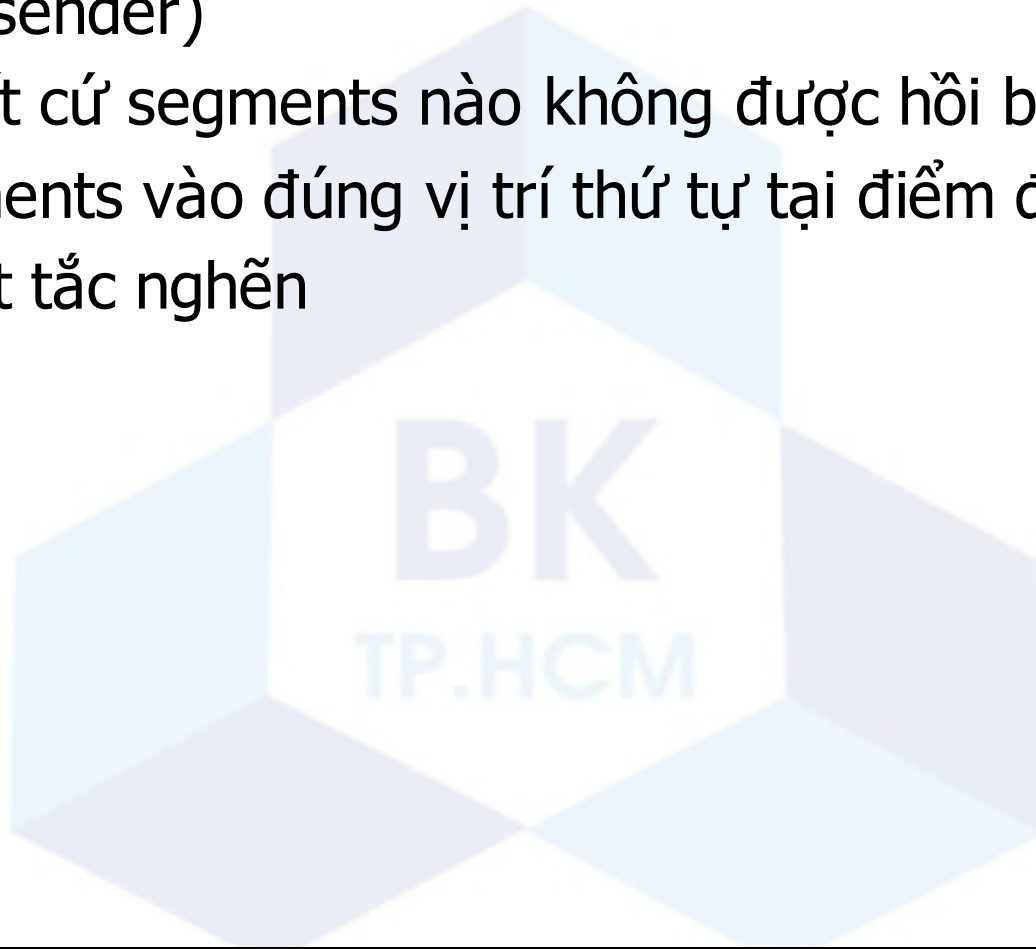 sender)
t cứ segments nào không được hồi b
ents vào đúng vị trí thứ tự tại điểm đ
t tắc nghẽn
BK
TP.HCM